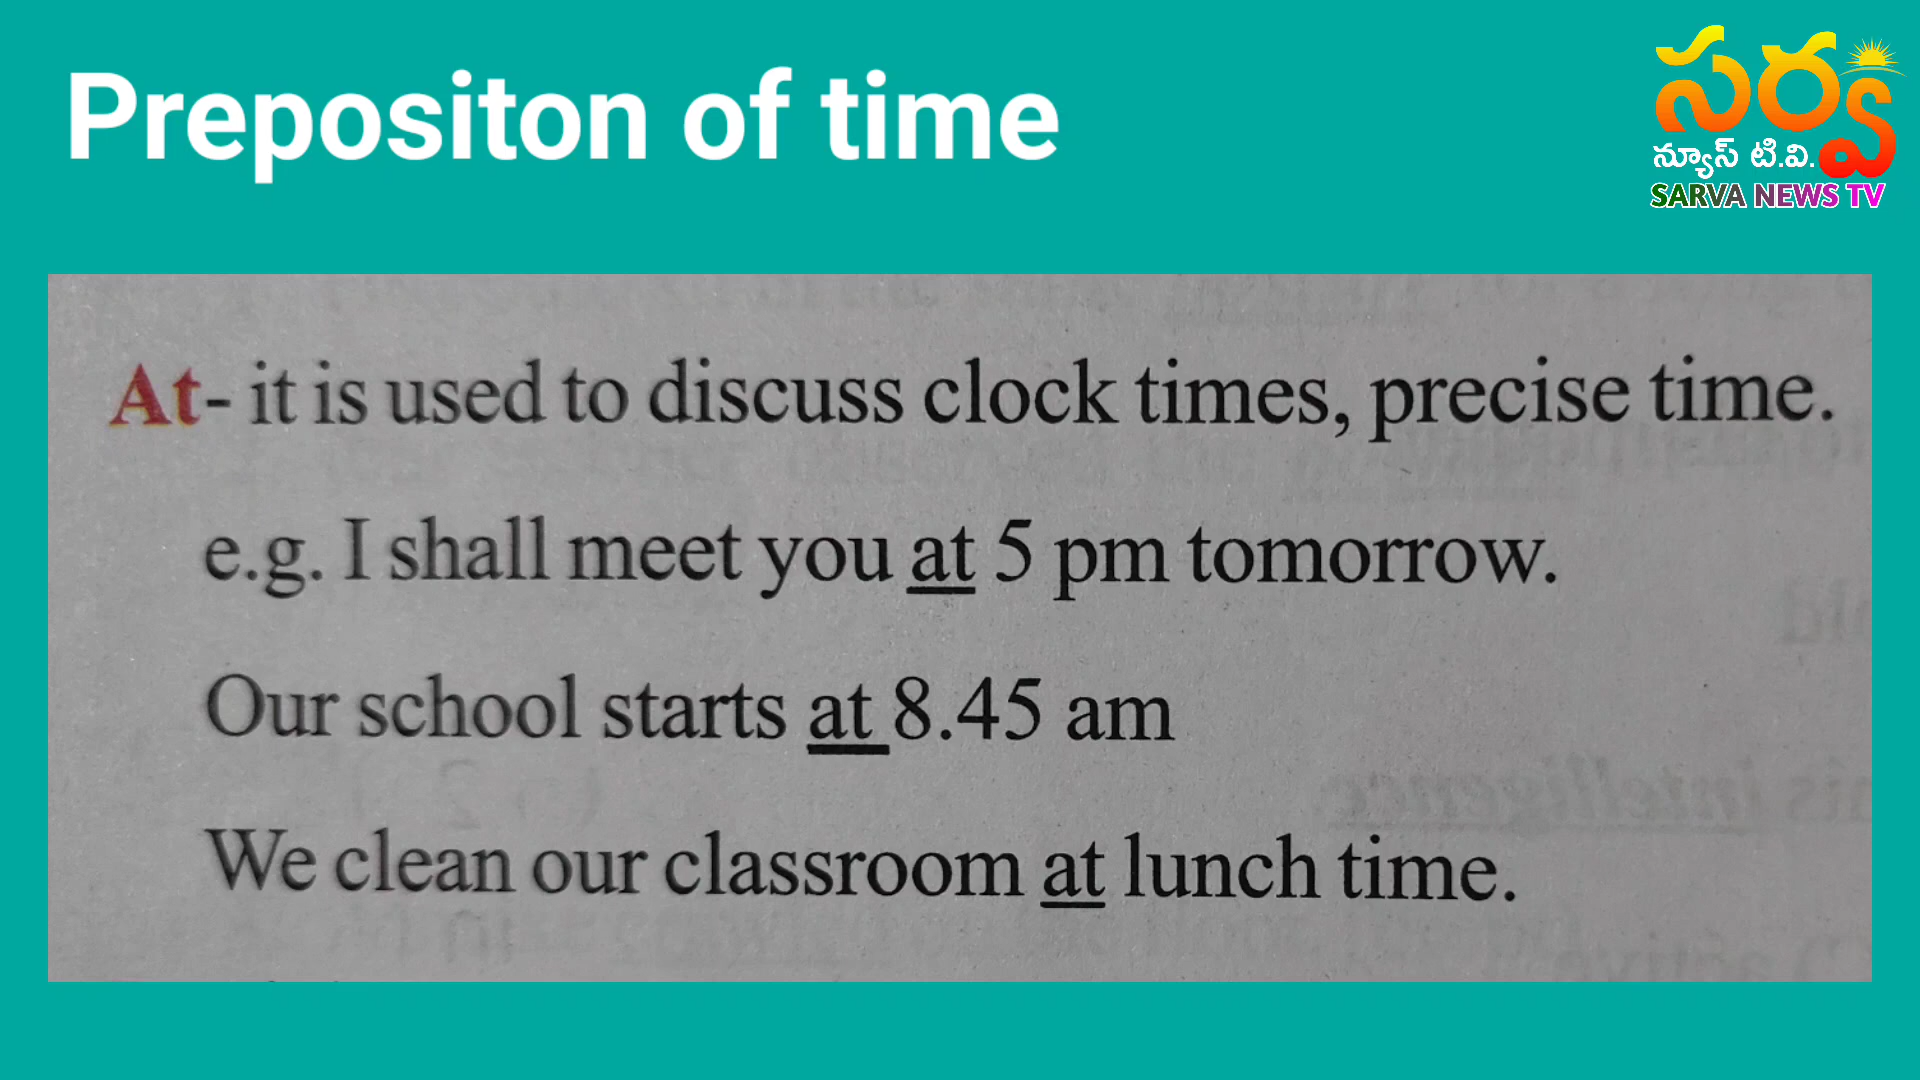 Prepositon of time
సర్వ
న్యూస్ టి.వి.
SARVA NEWS TV
At- it is used to discuss clock times, precise time.
e.g. I shall meet you at 5 pm tomorrow.
Our school starts at 8.45 am
We clean our classroom at lunch time.